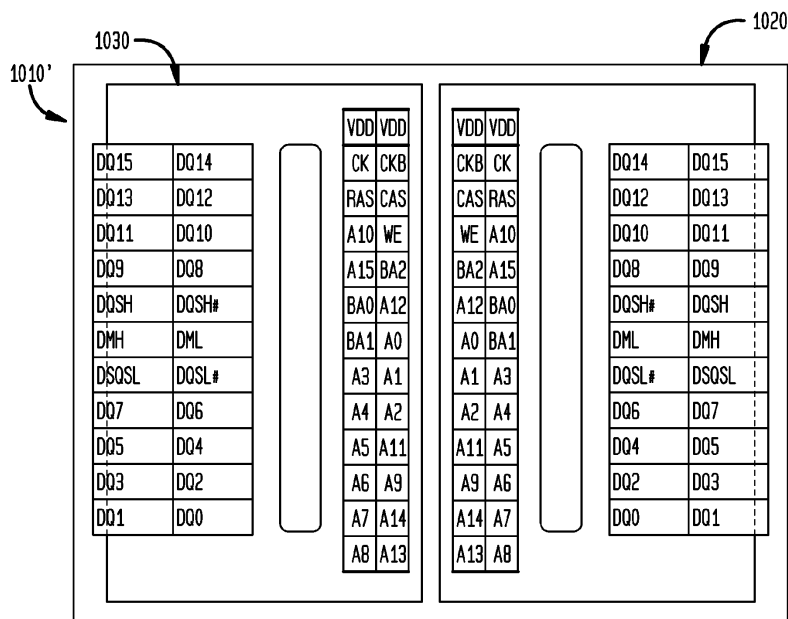 1030
1020
1010'
VDD VDD VDD VDD
DQ15 DQ14 CK CKB CKB CK DQ14 DQ15
DQ13 DQ12 RAS CAS CAS RAS DQ12 DQ13
DQ11 DQ10 A10 WE WE A10 DQ10 DQ11
DQ9 DQ8 A15 BA2 BA2 A15 DQ8 DQ9
DQSH DQSH# BA0 A12 A12 BA0 DQSH# DQSH
DMH DML BA1 A0 A0 BA1 DML DMH
DSQSL DQSL# A3 A1 A1 A3 DQSL# DSQSL
DQ7 DQ6 A4 A2 A2 A4 DQ6 DQ7
DQ5 DQ4 A5 A11 A11 A5 DQ4 DQ5
DQ3 DQ2 A6 A9 A9 A6 DQ2 DQ3
DQ1 DQ0 A7 A14 A14 A7 DQ0 DQ1
A8 A13 A13 A8